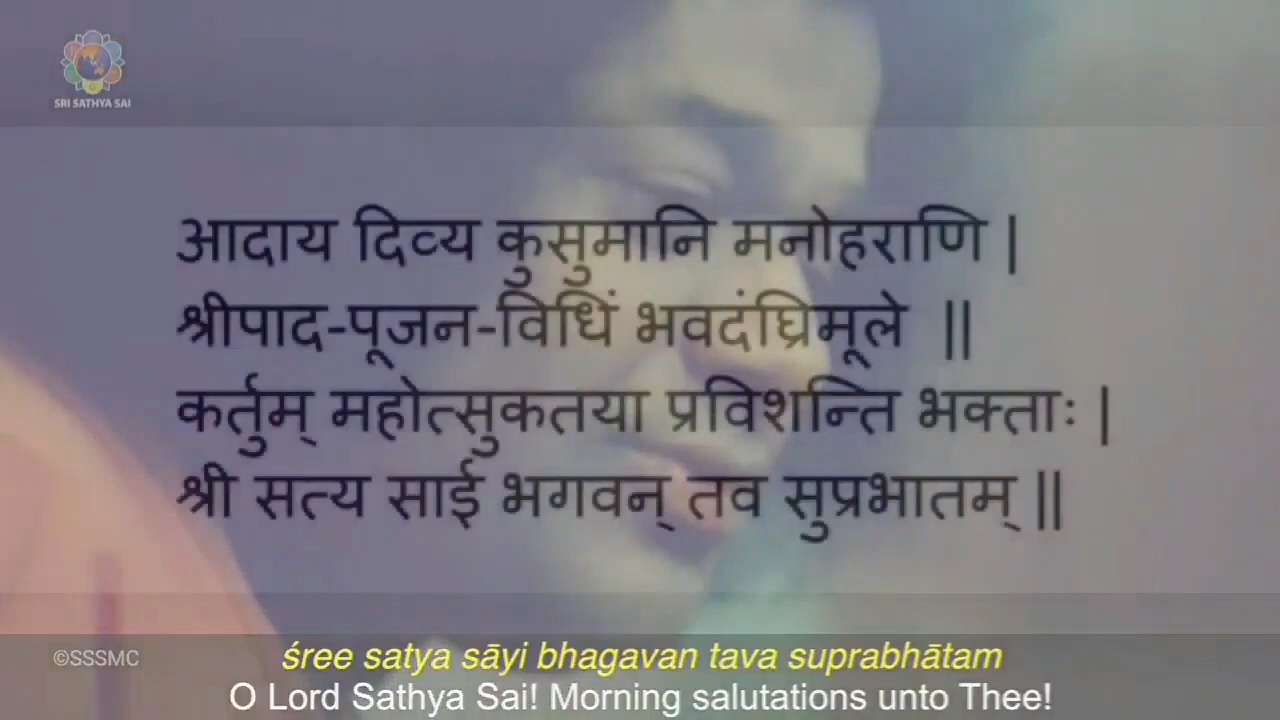 SRI SATHYA SAI
आदाय दिव्य कुसुमानि मनोहराणि |
श्रीपाद-पूजन-विधिं भवदंघ्रिमूले ||
कर्तुम् महोत्सुकतया प्रविशन्ति भक्ताः |
श्री सत्य साई भगवन् तव सुप्रभातम् ||
©SSSMC
śree satya sāyi bhagavan tava suprabhātam
O Lord Sathya Sai! Morning salutations unto Thee!